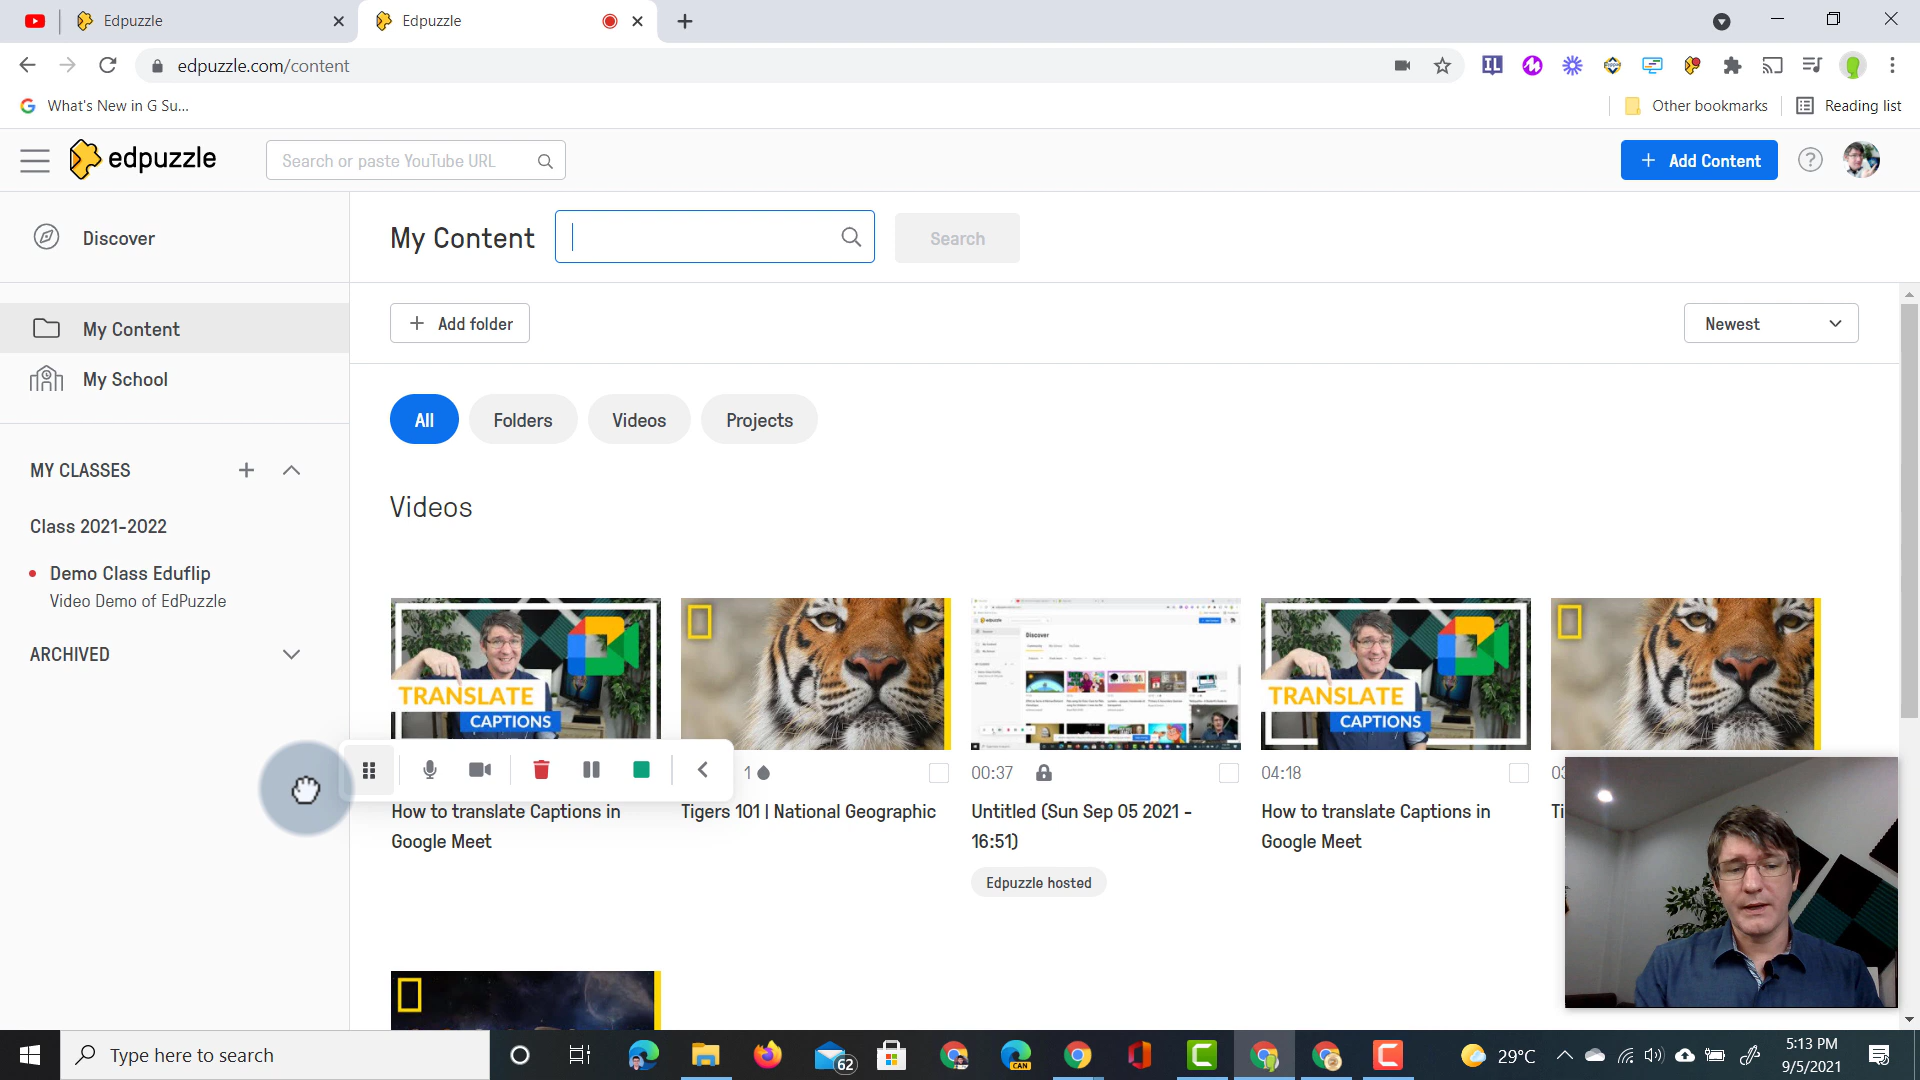 Edpuzzle
Edpuzzle
edpuzzle.com/content
What's New in G Su...
Other bookmarks
Reading list
edpuzzle
Search or paste YouTube URL
+ Add Content
?
Discover
My Content
Search
My Content
My School
+ Add folder
Newest
All
Folders
Videos
Projects
MY CLASSES
Class 2021-2022
Demo Class Eduflip
Video Demo of EdPuzzle
ARCHIVED
Videos
TRANSLATE
CAPTIONS
TRANSLATE
CAPTIONS
Discover
1
00:37
04:18
How to translate Captions in
Google Meet
Tigers 101 | National Geographic
Untitled (Sun Sep 05 2021 -
16:51)
Edpuzzle hosted
How to translate Captions in
Google Meet
Ti
Type here to search
CAN
62
29°C
5:13 PM
9/5/2021